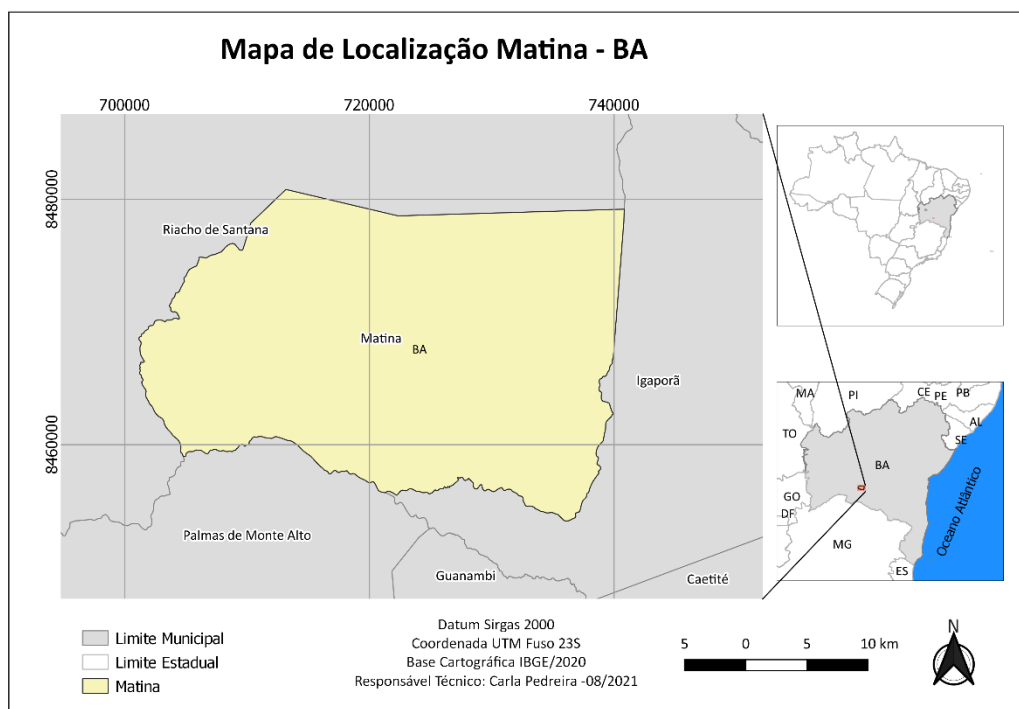 Mapa de Localização Matina - BA
700000
720000
740000
8480000
8460000
Riacho de Santana
Matina
BA
Igaporã
Palmas de Monte Alto
Guanambi
Caetité
MA
PI
CE
PE
PB
TO
AL
SE
BA
GO
DF
MG
ES
Oceano Atlântico
Limite Municipal
Limite Estadual
Matina
Datum Sirgas 2000
Coordenada UTM Fuso 23S
Base Cartográfica IBGE/2020
Responsável Técnico: Carla Pedreira -08/2021
5 0 5 10 km
N